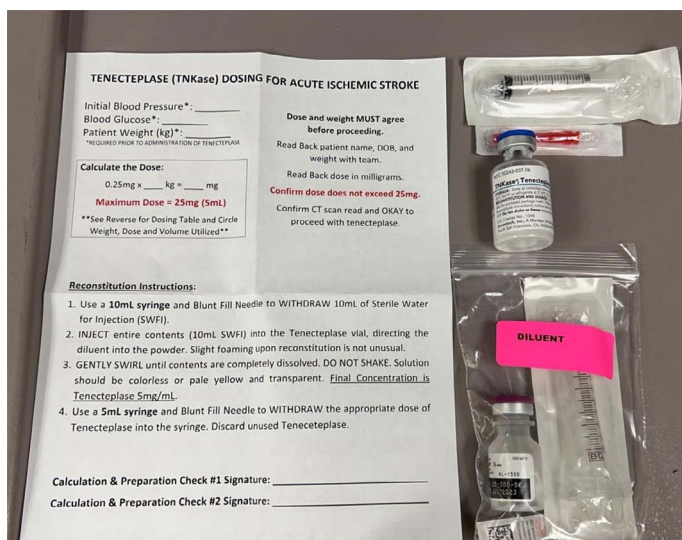 TENECTEPLASE (TNKase) DOSING FOR ACUTE ISCHEMIC STROKE
Initial Blood Pressure*: ________
Blood Glucose*: ________
Patient Weight (kg)*: ________
*REQUIRED PRIOR TO ADMINISTRATION OF TENECTEPLASE
Calculate the Dose:
0.25mg x ____ kg = ____ mg
Maximum Dose = 25mg (5mL)
**See Reverse for Dosing Table and Circle
Weight, Dose and Volume Utilized**
Dose and weight MUST agree
before proceeding.
Read Back patient name, DOB, and
weight with team.
Read Back dose in milligrams.
Confirm dose does not exceed 25mg.
Confirm CT scan read and OKAY to
proceed with tenecteplase.
Reconstitution Instructions:
1. Use a 10mL syringe and Blunt Fill Needle to WITHDRAW 10mL of Sterile Water
for Injection (SWFI).
2. INJECT entire contents (10mL SWFI) into the Tenecteplase vial, directing the
diluent into the powder. Slight foaming upon reconstitution is not unusual.
3. GENTLY SWIRL until contents are completely dissolved. DO NOT SHAKE. Solution
should be colorless or pale yellow and transparent. Final Concentration is
Tenecteplase 5mg/mL.
4. Use a 5mL syringe and Blunt Fill Needle to WITHDRAW the appropriate dose of
Tenecteplase into the syringe. Discard unused Teneceteplase.
Calculation & Preparation Check #1 Signature: ________
Calculation & Preparation Check #2 Signature: ________
NDC 50242-037-06
TNKase® Tenectep
DILUENT